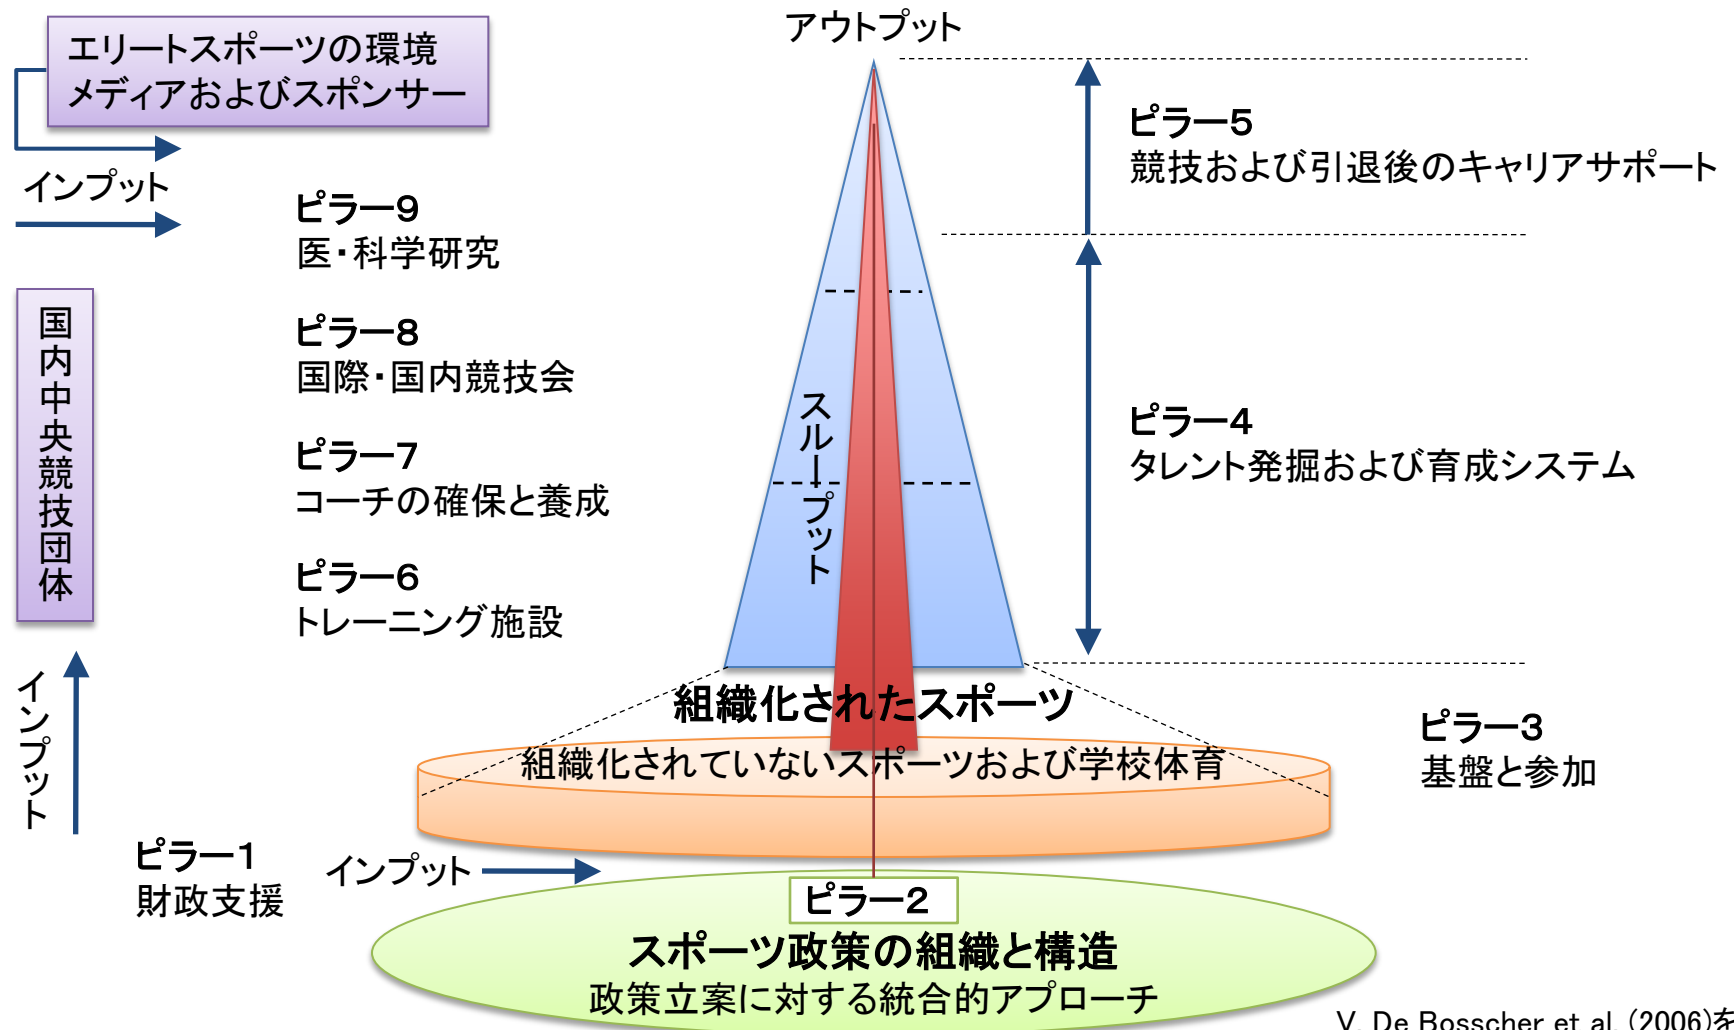 アウトプット
エリートスポーツの環境
メディアおよびスポンサー
インプット
ピラー5
競技および引退後のキャリアサポート
ピラー9
医・科学研究
国内中央競技団体
ピラー8
国際・国内競技会
スループット
ピラー4
タレント発掘および育成システム
ピラー7
コーチの確保と養成
ピラー6
トレーニング施設
インプット
組織化されたスポーツ
組織化されていないスポーツおよび学校体育
ピラー3
基盤と参加
ピラー1
財政支援
インプット
ピラー2
スポーツ政策の組織と構造
政策立案に対する統合的アプローチ
V. De Bosscher et al. (2006)を